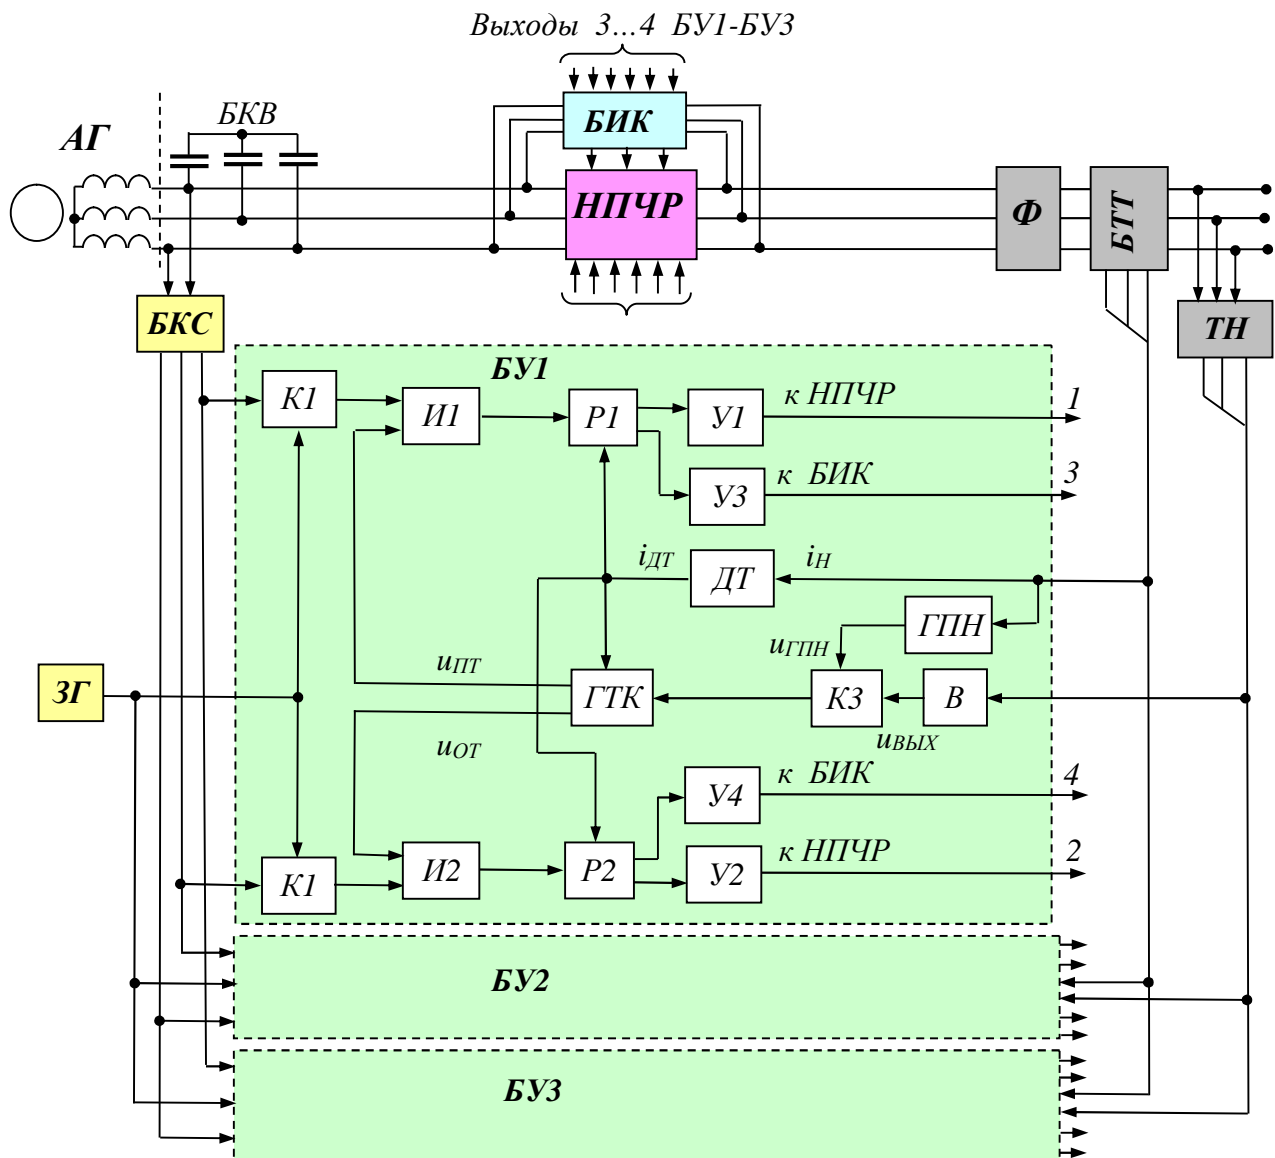 Выходы 3...4 БУ1-БУ3
БКВ
АГ
БИК
НПЧР
Ф
БТТ
БКС
ТН
БУ1
К1
И1
Р1
У1
к НПЧР
1
У3
к БИК
3
iДТ
ДТ
iН
ГПН
uГПН
uПТ
ЗГ
ГТК
К3
В
uВЫХ
uОТ
У4
к БИК
4
К1
И2
Р2
У2
к НПЧР
2
БУ2
БУ3